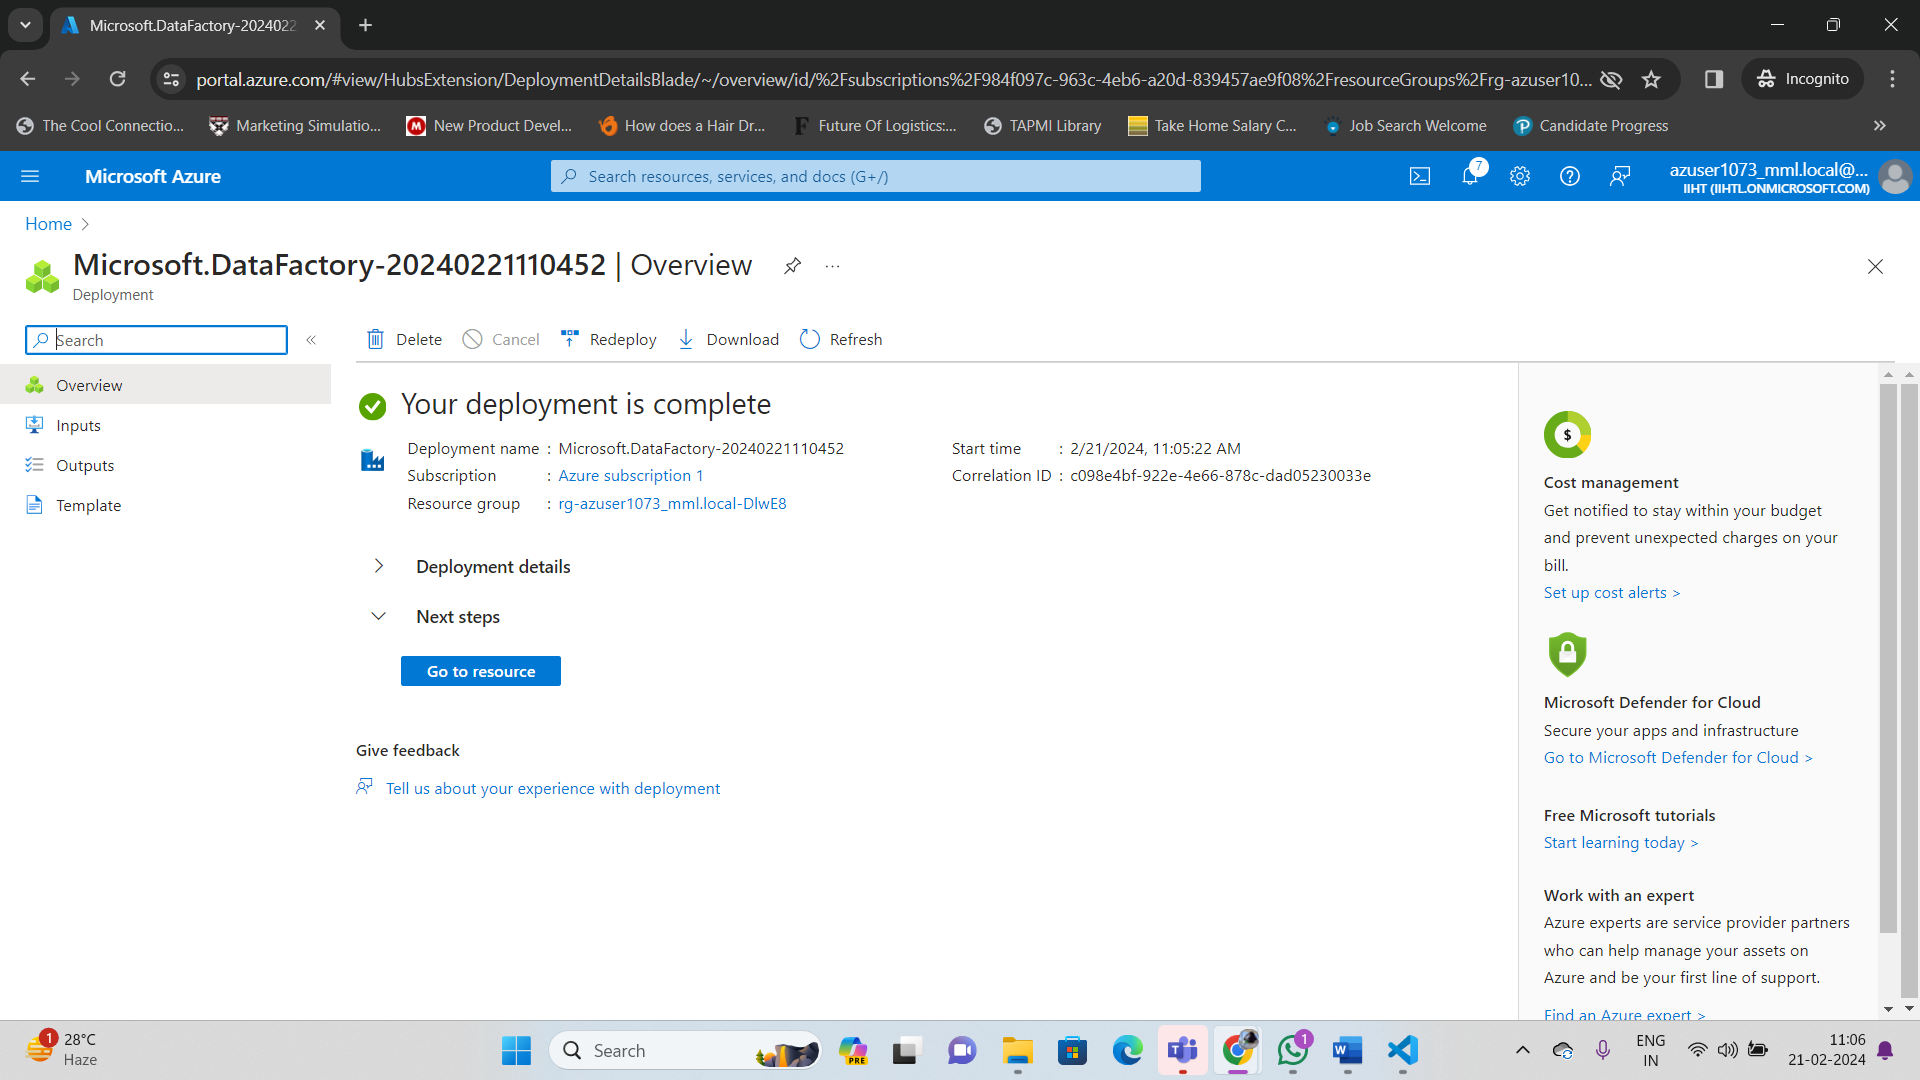 Microsoft.DataFactory-2024022
portal.azure.com/#view/HubsExtension/DeploymentDetailsBlade/~/overview/id/%2Fsubscriptions%2F984f097c-963c-4eb6-a20d-839457ae9f08%2FresourceGroups%2Frg-azuser10...
Incognito
The Cool Connectio...
Marketing Simulatio...
New Product Devel...
How does a Hair Dr...
Future Of Logistics:...
TAPMI Library
Take Home Salary C...
Job Search Welcome
Candidate Progress
Microsoft Azure
Search resources, services, and docs (G+/)
7
azuser1073_mml.local@...
IIHT (IIHTL.ONMICROSOFT.COM)
Home
Microsoft.DataFactory-20240221110452 | Overview
Deployment
Search
Delete
Cancel
Redeploy
Download
Refresh
Overview
Inputs
Outputs
Template
Your deployment is complete
Deployment name : Microsoft.DataFactory-20240221110452
Subscription : Azure subscription 1
Resource group : rg-azuser1073_mml.local-DlwE8
Start time : 2/21/2024, 11:05:22 AM
Correlation ID : c098e4bf-922e-4e66-878c-dad05230033e
Deployment details
Next steps
Go to resource
Give feedback
Tell us about your experience with deployment
Cost management
Get notified to stay within your budget
and prevent unexpected charges on your
bill.
Set up cost alerts >
Microsoft Defender for Cloud
Secure your apps and infrastructure
Go to Microsoft Defender for Cloud >
Free Microsoft tutorials
Start learning today >
Work with an expert
Azure experts are service provider partners
who can help manage your assets on
Azure and be your first line of support.
Find an Azure expert >
1
28°C
Haze
Search
PRE
1
ENG
IN
11:06
21-02-2024